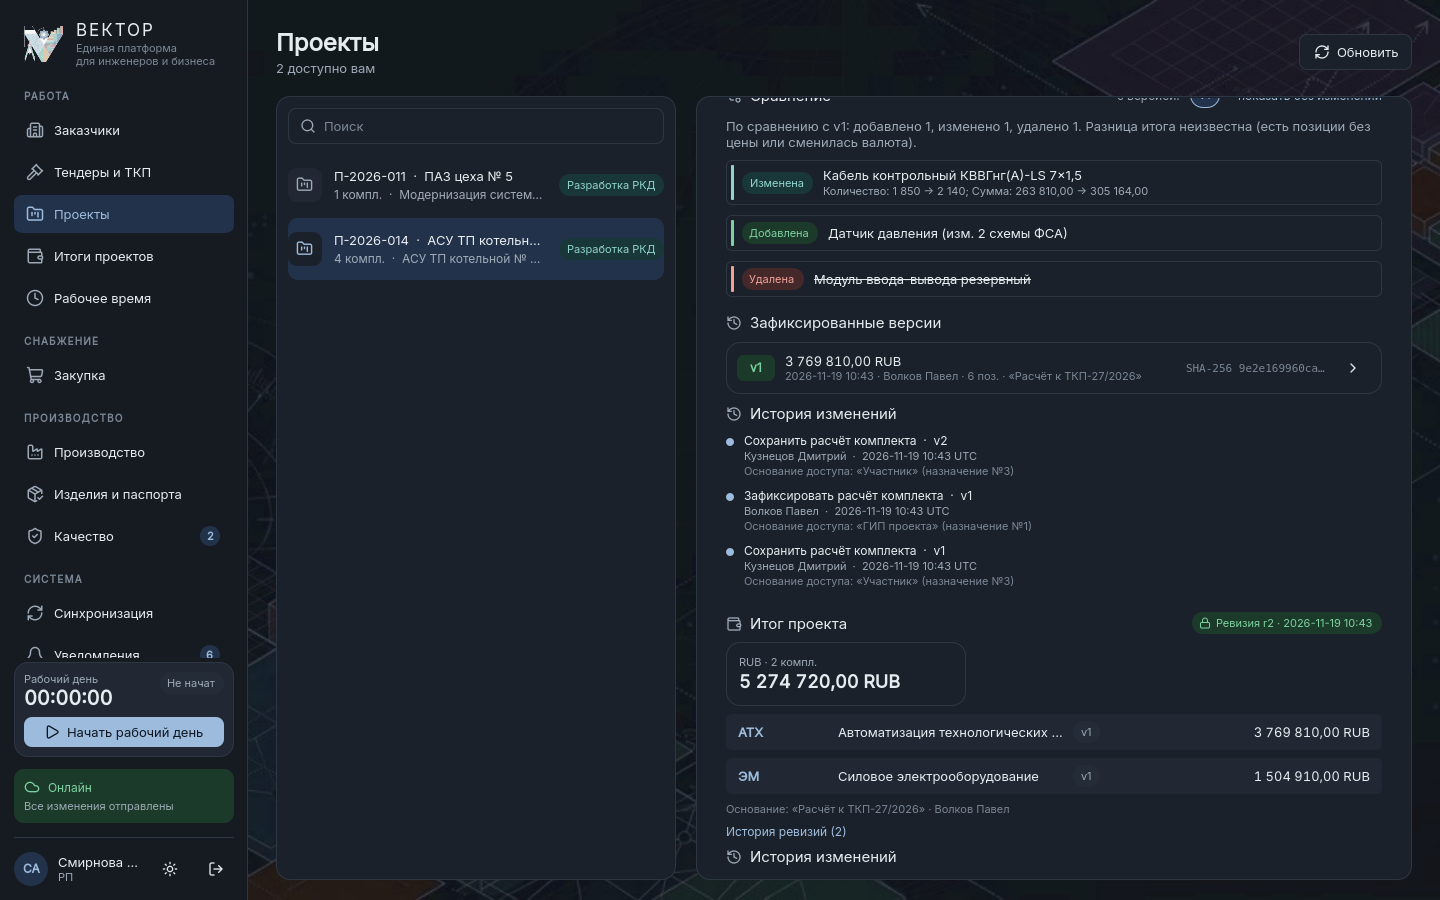 ВЕКТОР
Единая платформа
для инженеров и бизнеса
РАБОТА
Заказчики
Тендеры и ТКП
Проекты
Итоги проектов
Рабочее время
СНАБЖЕНИЕ
Закупка
ПРОИЗВОДСТВО
Производство
Изделия и паспорта
Качество 2
СИСТЕМА
Синхронизация
Уведомления 6
Рабочий день
Не начат
00:00:00
Начать рабочий день
Онлайн
Все изменения отправлены
СА
Смирнова ...
РП
Проекты
2 доступно вам
Обновить
Поиск
П-2026-011 · ПАЗ цеха № 5
1 компл. · Модернизация систем...
Разработка РКД
П-2026-014 · АСУ ТП котельн...
4 компл. · АСУ ТП котельной № ...
Разработка РКД
Сравнение
показать без изменений
По сравнению с v1: добавлено 1, изменено 1, удалено 1. Разница итога неизвестна (есть позиции без
цены или сменилась валюта).
Изменена
Кабель контрольный КВВГнг(А)-LS 7×1,5
Количество: 1 850 → 2 140; Сумма: 263 810,00 → 305 164,00
Добавлена
Датчик давления (изм. 2 схемы ФСА)
Удалена
Модуль ввода-вывода резервный
Зафиксированные версии
v1
3 769 810,00 RUB
2026-11-19 10:43 · Волков Павел · 6 поз. · «Расчёт к ТКП-27/2026»
SHA-256 9e2e169960ca…
История изменений
Сохранить расчёт комплекта · v2
Кузнецов Дмитрий · 2026-11-19 10:43 UTC
Основание доступа: «Участник» (назначение №3)
Зафиксировать расчёт комплекта · v1
Волков Павел · 2026-11-19 10:43 UTC
Основание доступа: «ГИП проекта» (назначение №1)
Сохранить расчёт комплекта · v1
Кузнецов Дмитрий · 2026-11-19 10:43 UTC
Основание доступа: «Участник» (назначение №3)
Итог проекта
Ревизия r2 · 2026-11-19 10:43
RUB · 2 компл.
5 274 720,00 RUB
АТХ Автоматизация технологических ... v1 3 769 810,00 RUB
ЭМ Силовое электрооборудование v1 1 504 910,00 RUB
Основание: «Расчёт к ТКП-27/2026» · Волков Павел
История ревизий (2)
История изменений